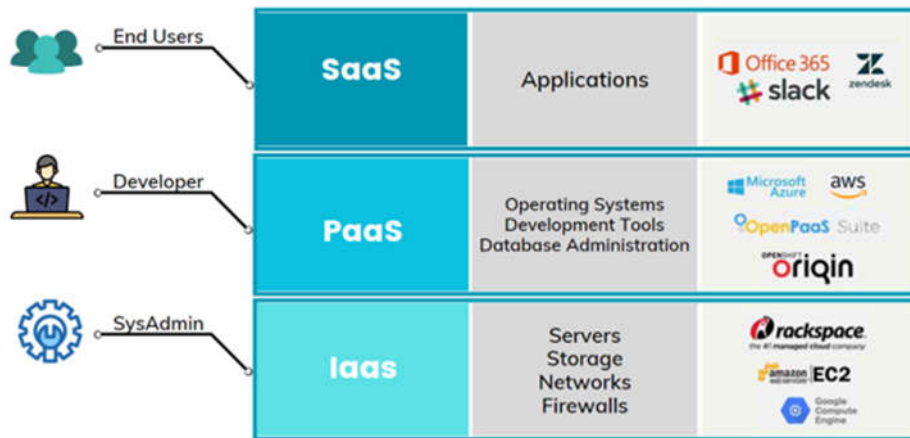 End Users
SaaS
Applications
Office 365
slack
zendesk
Developer
</>
PaaS
Operating Systems
Development Tools
Database Administration
Microsoft
Azure
aws
OpenPaaS Suite
OPENSHIFT
origin
SysAdmin
Iaas
Servers
Storage
Networks
Firewalls
rackspace.
the #1 managed cloud company
amazon
webservices
EC2
Google
Compute
Engine